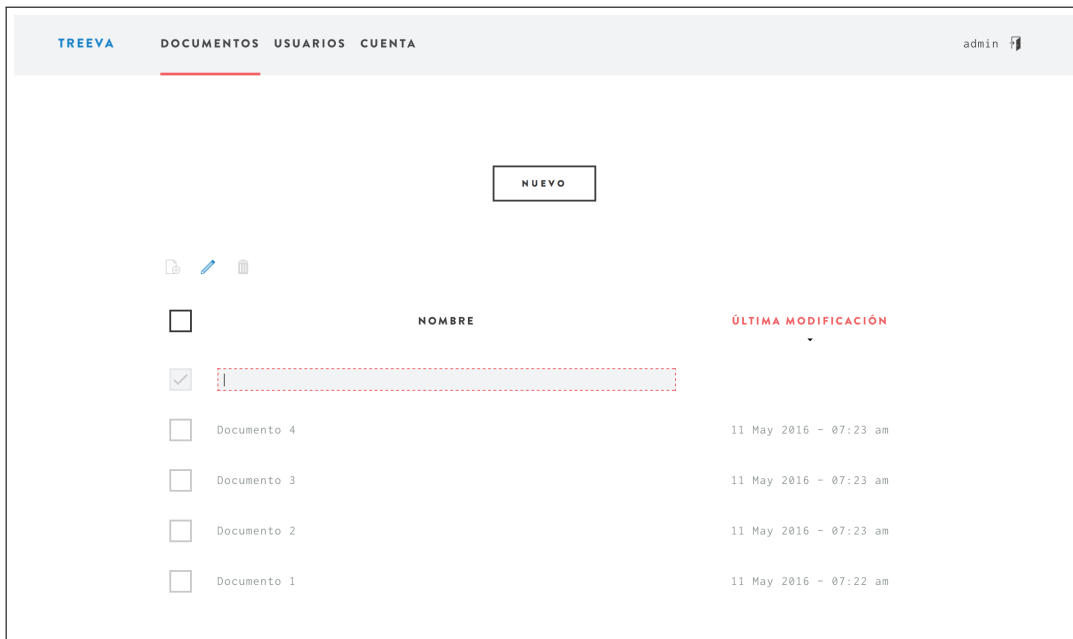 TREEVA DOCUMENTOS USUARIOS CUENTA admin
NUEVO
NOMBRE ÚLTIMA MODIFICACIÓN
Documento 4 11 May 2016 - 07:23 am
Documento 3 11 May 2016 - 07:23 am
Documento 2 11 May 2016 - 07:23 am
Documento 1 11 May 2016 - 07:22 am